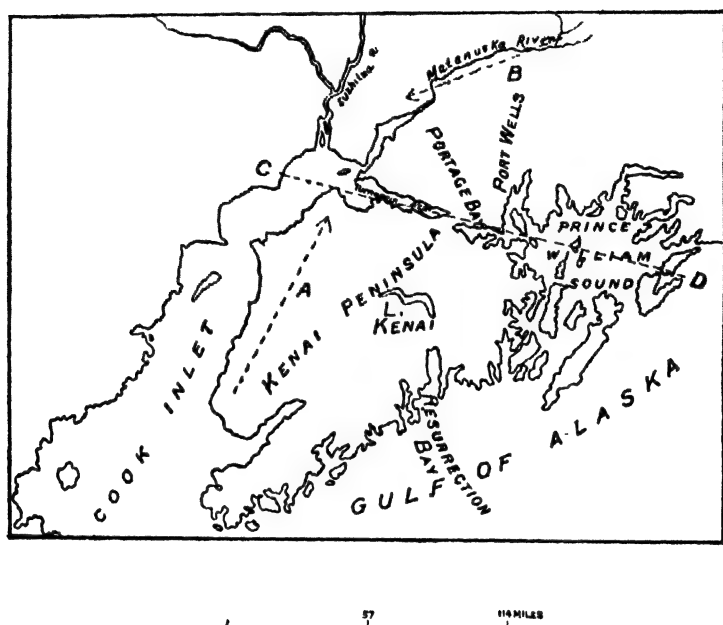 Sushitna R.
Matanuska River
B
PORT WELLS
PORTAGE BAY
C
PRINCE
WILLIAM
SOUND
D
A
KENAI PENINSULA
L.
KENAI
COOK INLET
RESURRECTION
BAY
GULF OF ALASKA
57
114 MILES